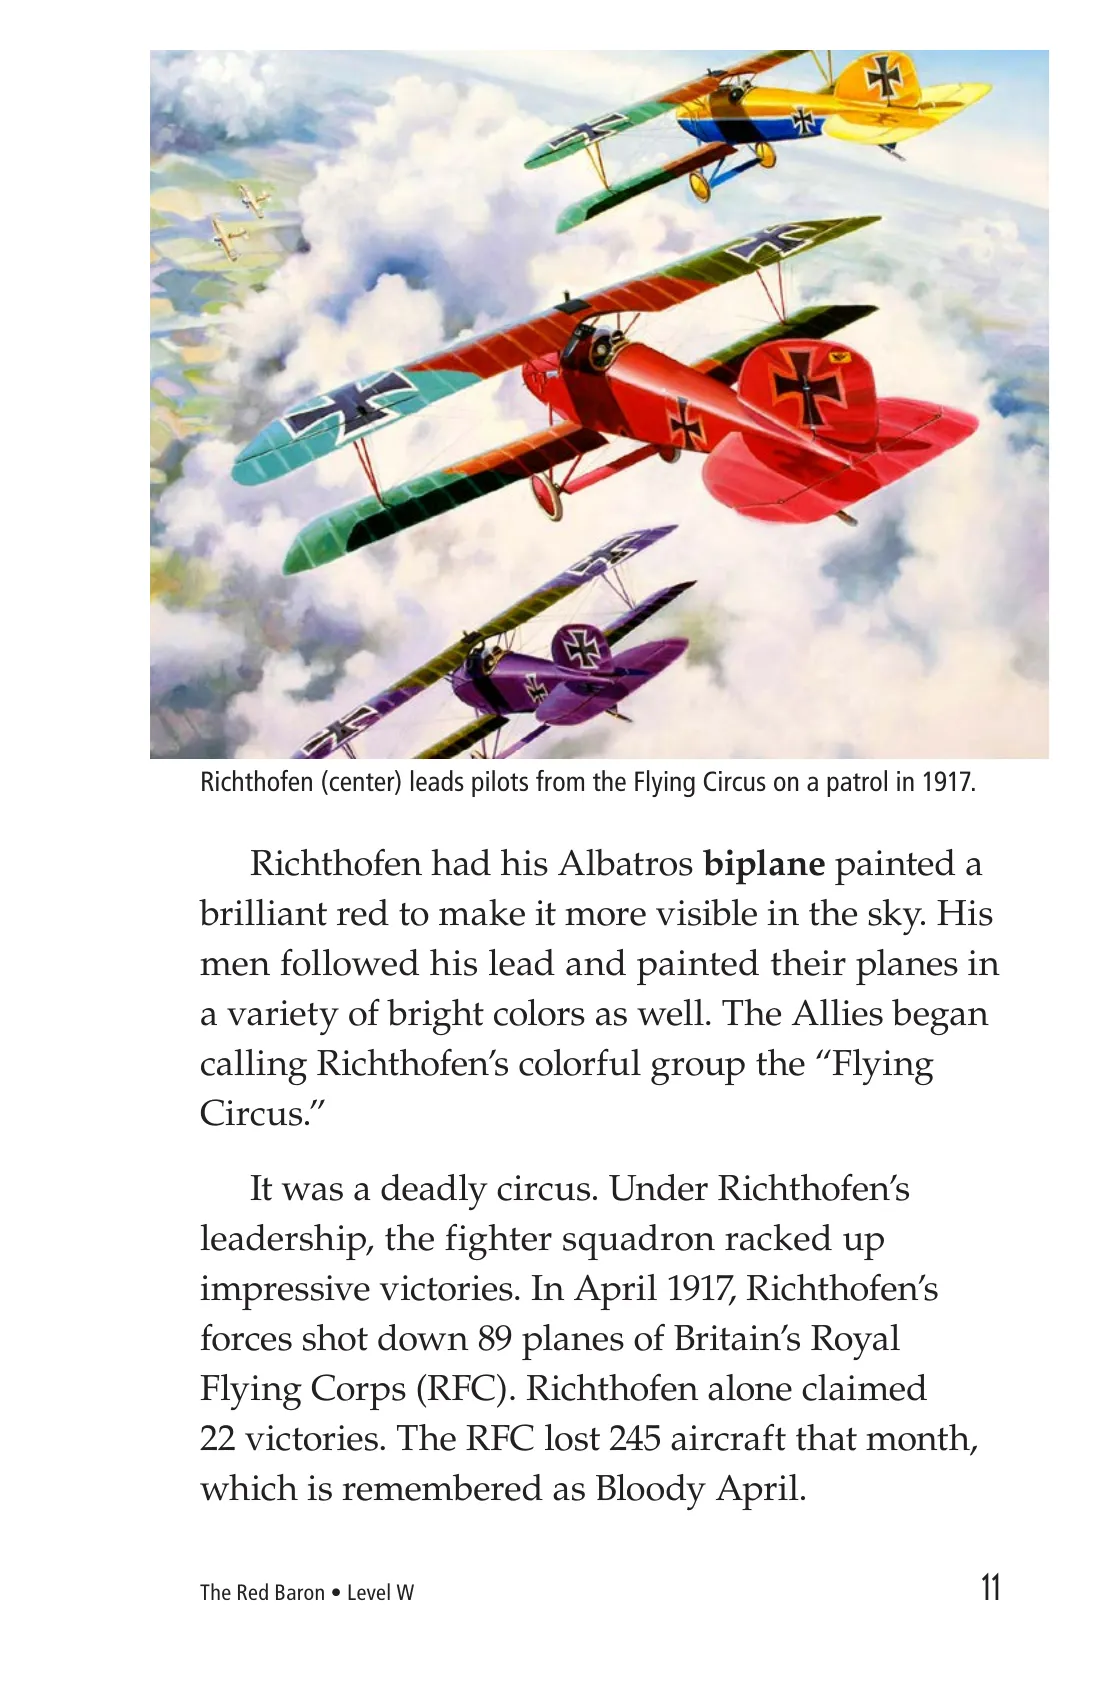 Richthofen (center) leads pilots from the Flying Circus on a patrol in 1917.
Richthofen had his Albatros biplane painted a
brilliant red to make it more visible in the sky. His
men followed his lead and painted their planes in
a variety of bright colors as well. The Allies began
calling Richthofen’s colorful group the “Flying
Circus.”
It was a deadly circus. Under Richthofen’s
leadership, the fighter squadron racked up
impressive victories. In April 1917, Richthofen’s
forces shot down 89 planes of Britain’s Royal
Flying Corps (RFC). Richthofen alone claimed
22 victories. The RFC lost 245 aircraft that month,
which is remembered as Bloody April.
The Red Baron • Level W 11